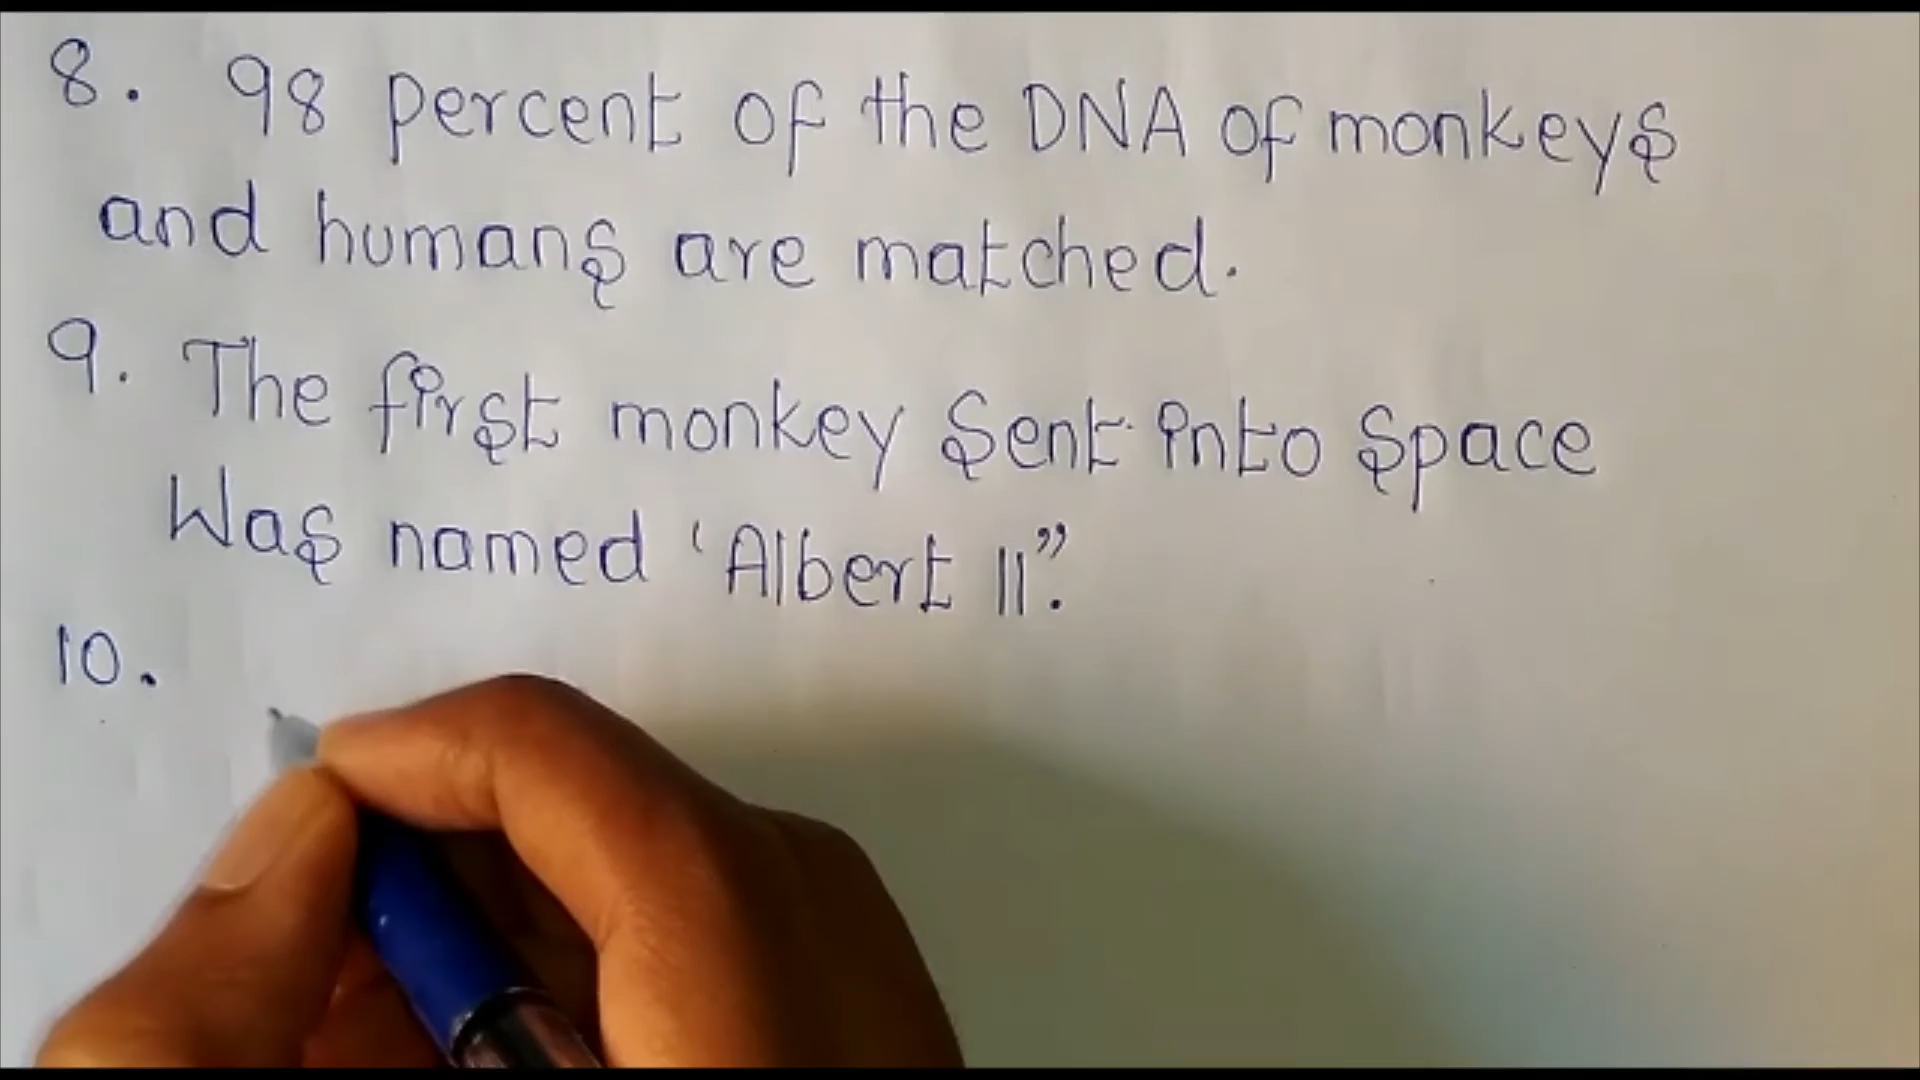 8. 98 percent of the DNA of monkeys
and humans are matched.
9. The first monkey Sent into Space
Was named ‘Albert II”.
10.